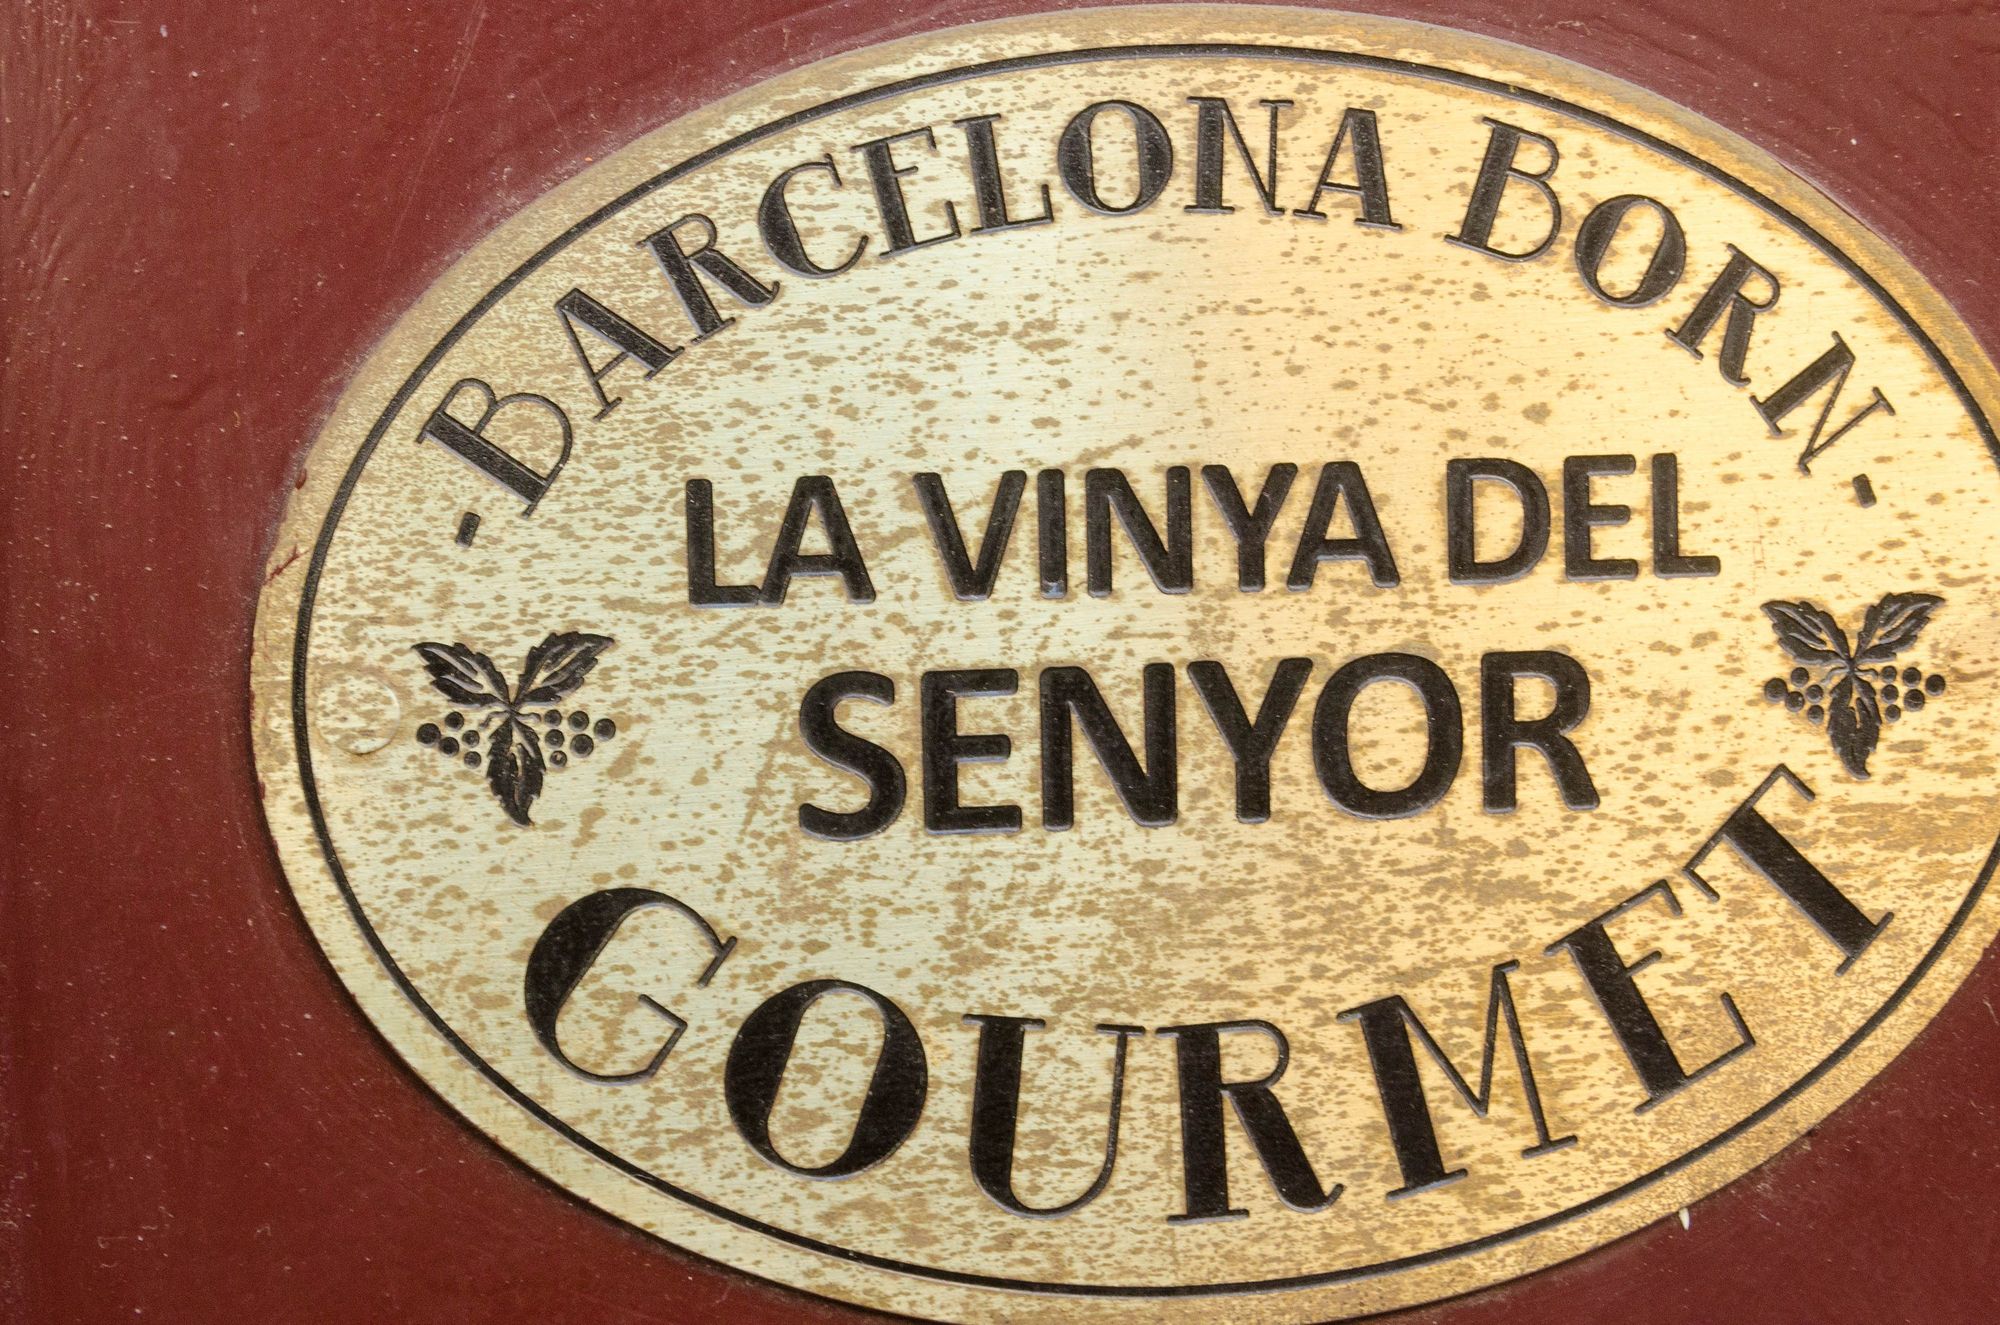 - BARCELONA BORN -
LA VINYA DEL
SENYOR
GOURMET